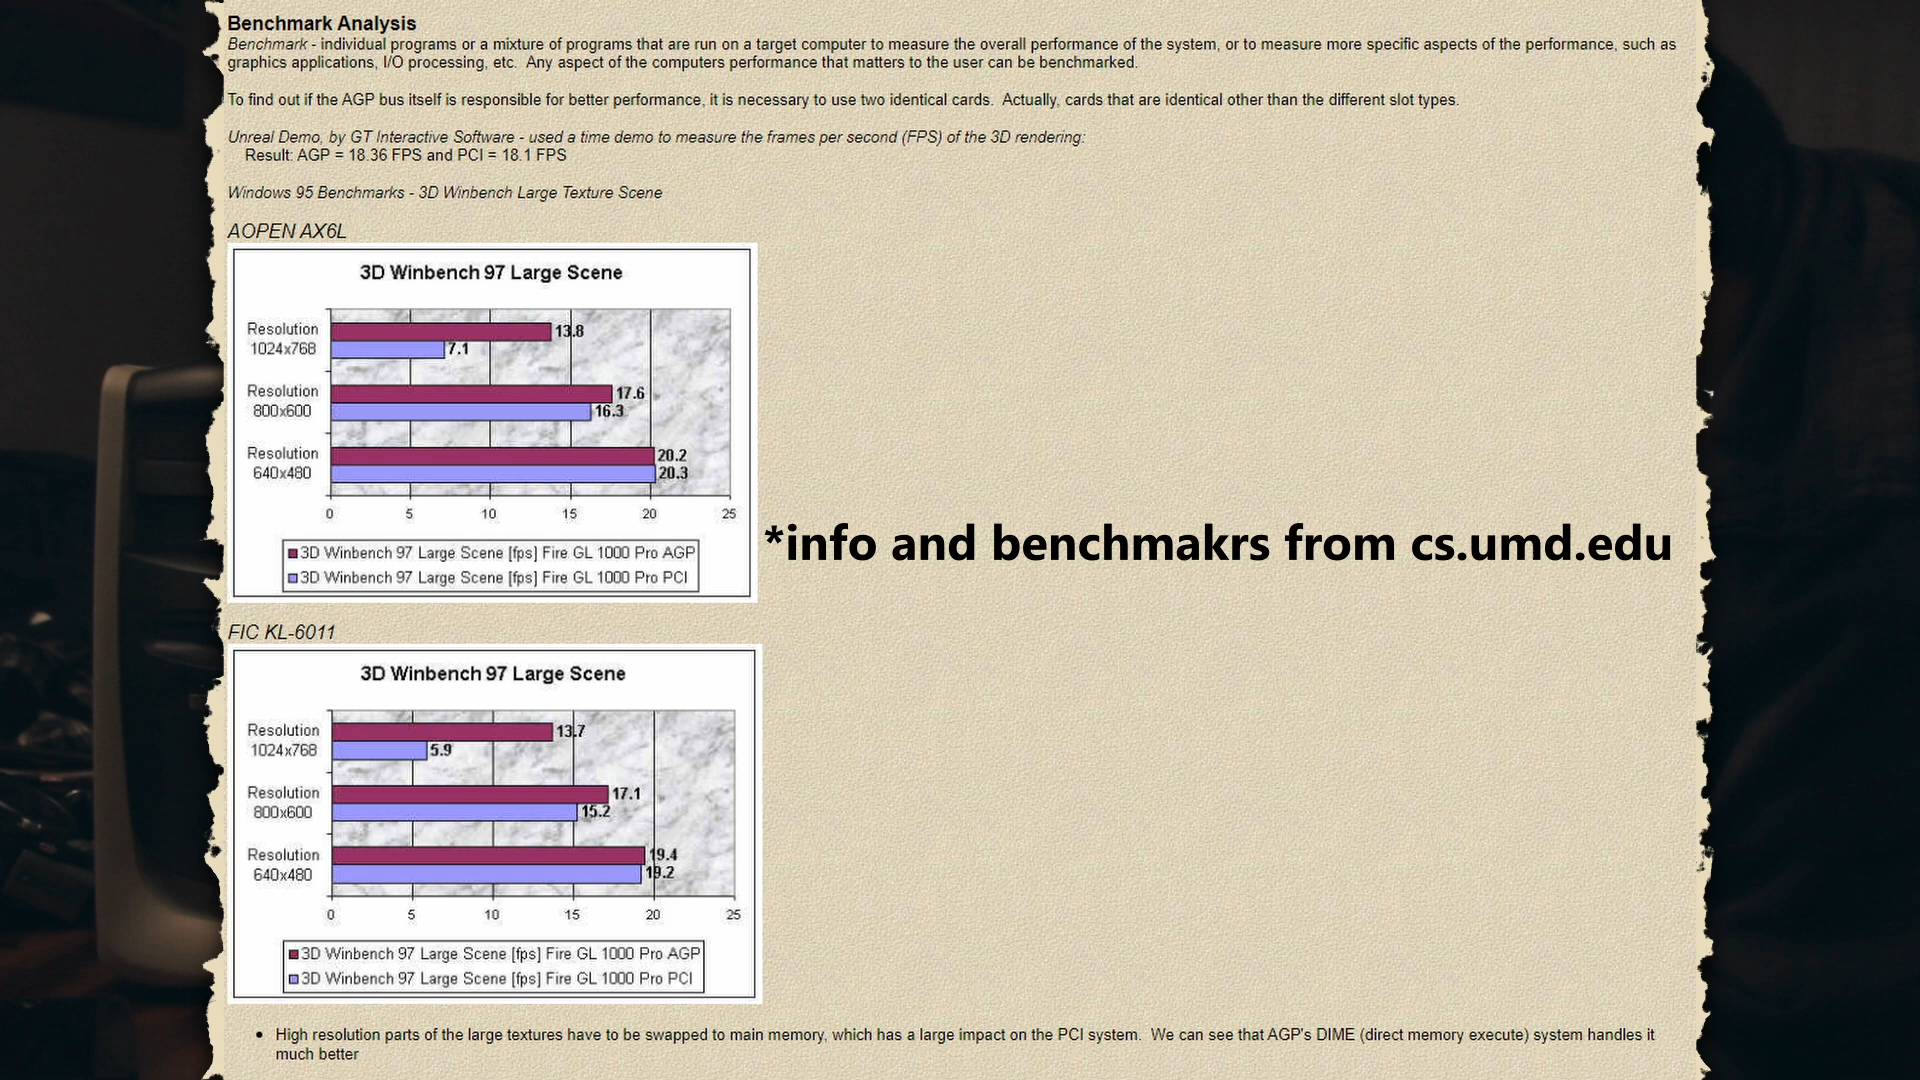 Benchmark Analysis
Benchmark - individual programs or a mixture of programs that are run on a target computer to measure the overall performance of the system, or to measure more specific aspects of the performance, such as
graphics applications, I/O processing, etc.  Any aspect of the computers performance that matters to the user can be benchmarked.
To find out if the AGP bus itself is responsible for better performance, it is necessary to use two identical cards.  Actually, cards that are identical other than the different slot types.
Unreal Demo, by GT Interactive Software - used a time demo to measure the frames per second (FPS) of the 3D rendering:
Result: AGP = 18.36 FPS and PCI = 18.1 FPS
Windows 95 Benchmarks - 3D Winbench Large Texture Scene
AOPEN AX6L
3D Winbench 97 Large Scene
Resolution 13.8
1024x768 7.1
Resolution 17.6
800x600 16.3
Resolution 20.2
640x480 20.3
0 5 10 15 20 25
3D Winbench 97 Large Scene [fps] Fire GL 1000 Pro AGP
3D Winbench 97 Large Scene [fps] Fire GL 1000 Pro PCI
*info and benchmakrs from cs.umd.edu
FIC KL-6011
3D Winbench 97 Large Scene
Resolution 13.7
1024x768 5.9
Resolution 17.1
800x600 15.2
Resolution 19.4
640x480 19.2
0 5 10 15 20 25
3D Winbench 97 Large Scene [fps] Fire GL 1000 Pro AGP
3D Winbench 97 Large Scene [fps] Fire GL 1000 Pro PCI
• High resolution parts of the large textures have to be swapped to main memory, which has a large impact on the PCI system.  We can see that AGP's DIME (direct memory execute) system handles it
much better